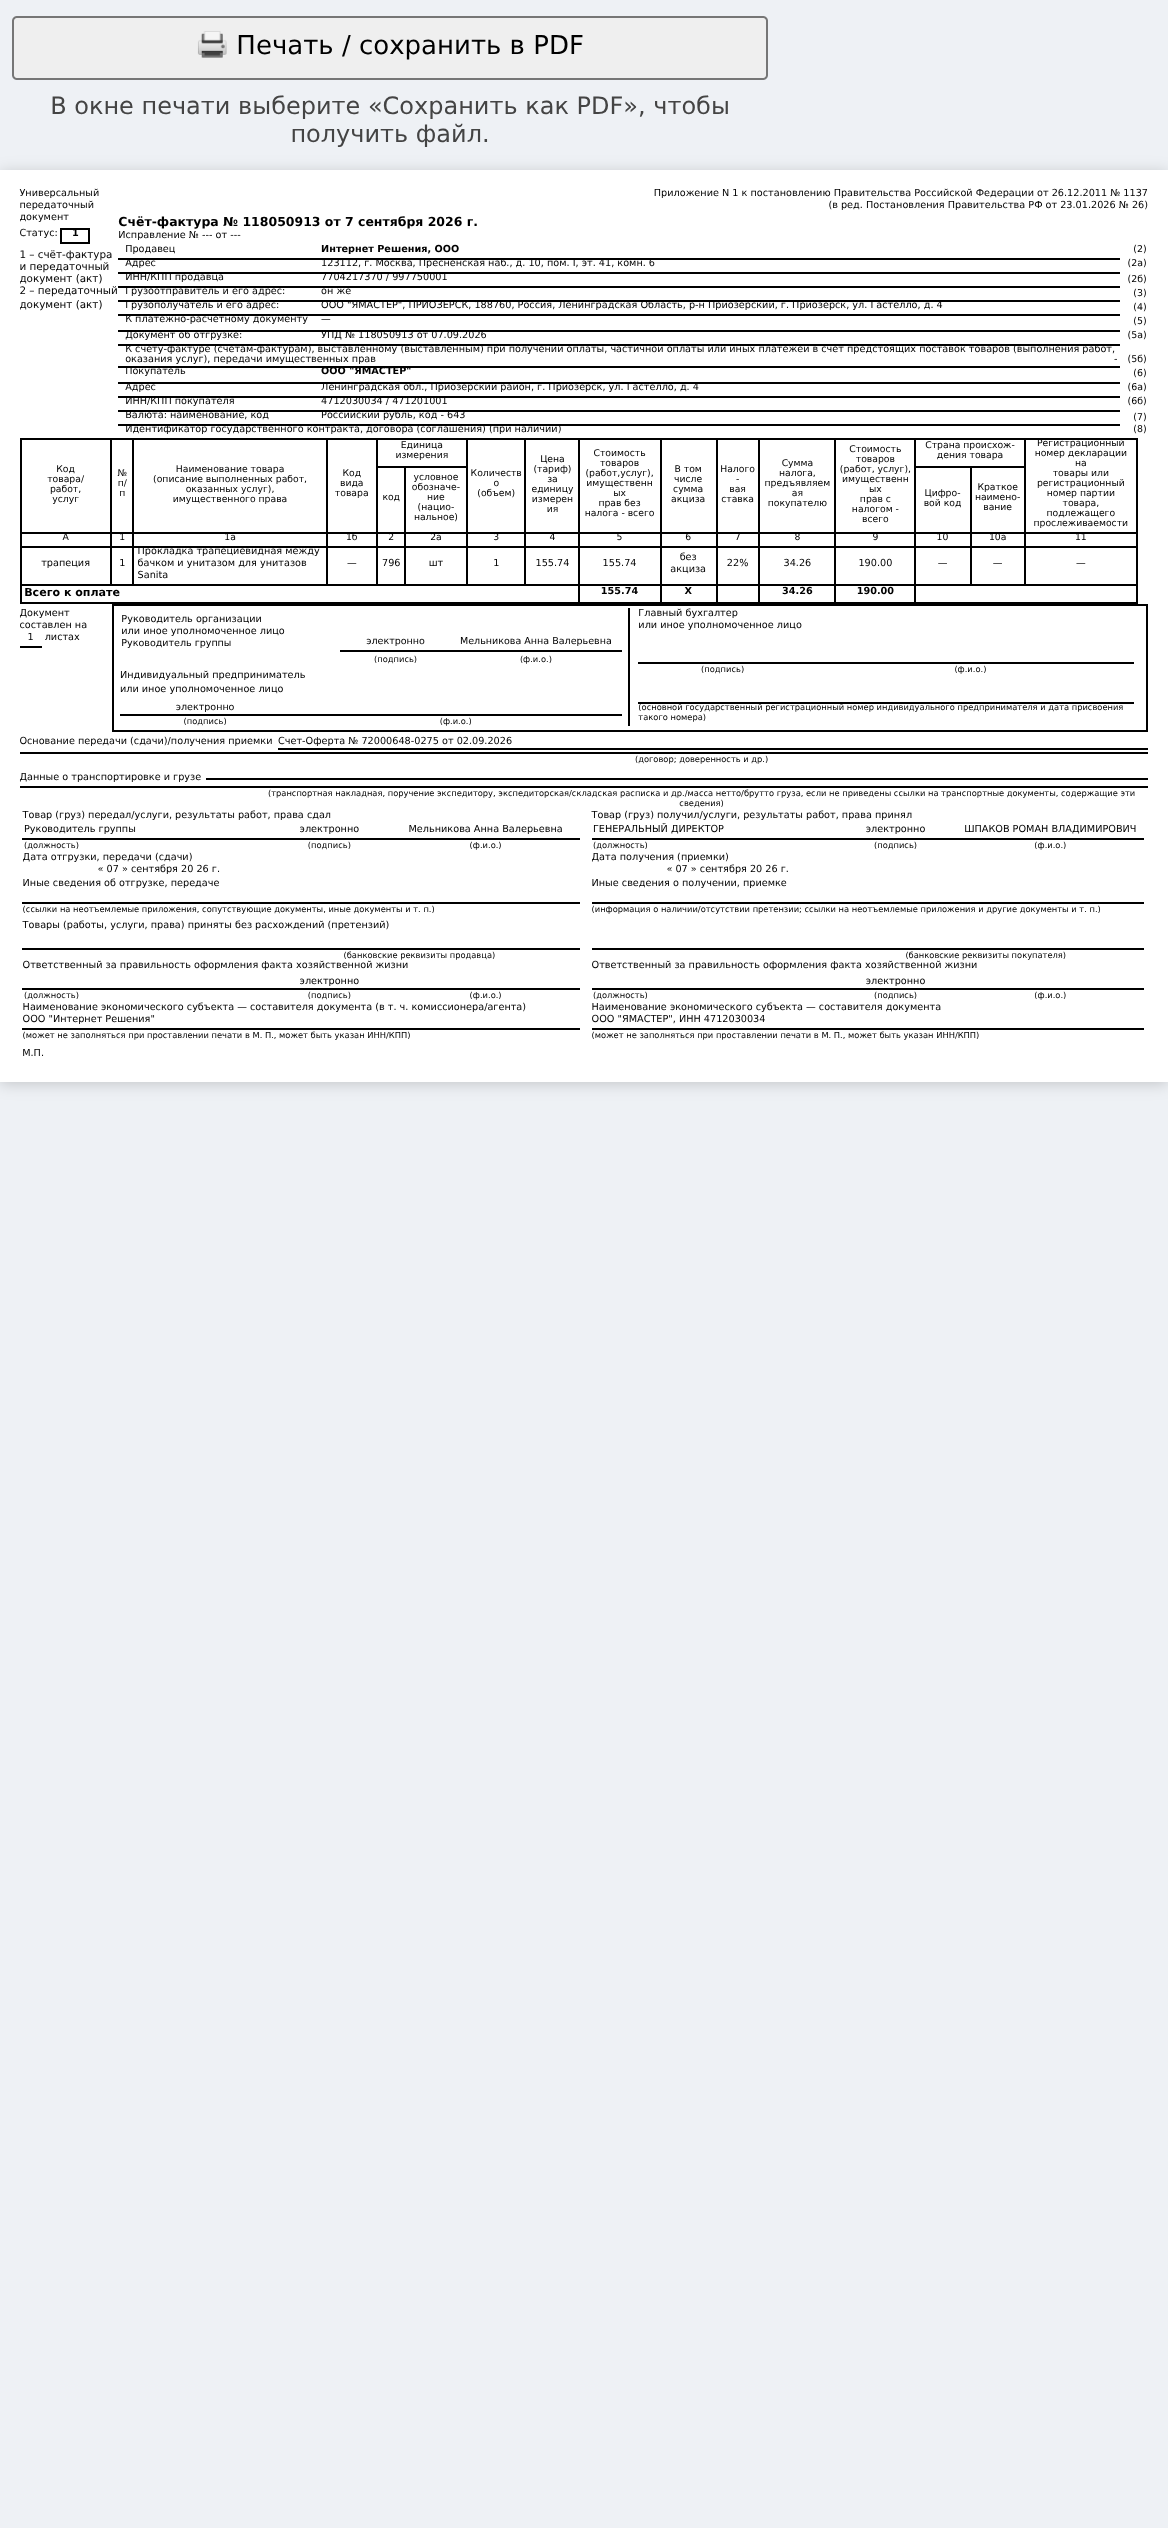 🖨️ Печать / сохранить в PDF
В окне печати выберите «Сохранить как PDF», чтобы
получить файл.
Универсальный
передаточный
документ
Статус: 1
1 – счёт-фактура
и передаточный
документ (акт)
2 – передаточный
документ (акт)
Приложение N 1 к постановлению Правительства Российской Федерации от 26.12.2011 № 1137
(в ред. Постановления Правительства РФ от 23.01.2026 № 26)
Счёт-фактура № 118050913 от 7 сентября 2026 г.
Исправление № --- от ---
Продавец Интернет Решения, ООО (2)
Адрес 123112, г. Москва, Пресненская наб., д. 10, пом. I, эт. 41, комн. 6 (2а)
ИНН/КПП продавца 7704217370 / 997750001 (2б)
Грузоотправитель и его адрес: он же (3)
Грузополучатель и его адрес: ООО "ЯМАСТЕР", ПРИОЗЕРСК, 188760, Россия, Ленинградская Область, р-н Приозерский, г. Приозерск, ул. Гастелло, д. 4 (4)
К платежно-расчетному документу — (5)
Документ об отгрузке: УПД № 118050913 от 07.09.2026 (5а)
К счету-фактуре (счетам-фактурам), выставленному (выставленным) при получении оплаты, частичной оплаты или иных платежей в счет предстоящих поставок товаров (выполнения работ,
оказания услуг), передачи имущественных прав - (5б)
Покупатель ООО "ЯМАСТЕР" (6)
Адрес Ленинградская обл., Приозерский район, г. Приозерск, ул. Гастелло, д. 4 (6а)
ИНН/КПП покупателя 4712030034 / 471201001 (6б)
Валюта: наименование, код Российский рубль, код - 643 (7)
Идентификатор государственного контракта, договора (соглашения) (при наличии) (8)
Код
товара/
работ,
услуг
№
п/
п
Наименование товара
(описание выполненных работ,
оказанных услуг),
имущественного права
Код
вида
товара
Единица
измерения
код
условное
обозначе-
ние
(нацио-
нальное)
Количеств
о
(объем)
Цена
(тариф)
за
единицу
измерен
ия
Стоимость
товаров
(работ,услуг),
имущественн
ых
прав без
налога - всего
В том
числе
сумма
акциза
Налого
-
вая
ставка
Сумма
налога,
предъявляем
ая
покупателю
Стоимость
товаров
(работ, услуг),
имущественн
ых
прав с
налогом -
всего
Страна происхож-
дения товара
Цифро-
вой код
Краткое
наимено-
вание
Регистрационный
номер декларации
на
товары или
регистрационный
номер партии
товара,
подлежащего
прослеживаемости
А 1 1а 1б 2 2а 3 4 5 6 7 8 9 10 10а 11
трапеция 1
Прокладка трапециевидная между
бачком и унитазом для унитазов
Sanita
— 796 шт 1 155.74 155.74
без
акциза
22% 34.26 190.00 — — —
Всего к оплате 155.74 X 34.26 190.00
Документ
составлен на
1 листах
Руководитель организации
или иное уполномоченное лицо
Руководитель группы электронно Мельникова Анна Валерьевна
(подпись) (ф.и.о.)
Индивидуальный предприниматель
или иное уполномоченное лицо
электронно
(подпись) (ф.и.о.)
Главный бухгалтер
или иное уполномоченное лицо
(подпись) (ф.и.о.)
(основной государственный регистрационный номер индивидуального предпринимателя и дата присвоения
такого номера)
Основание передачи (сдачи)/получения приемки Счет-Оферта № 72000648-0275 от 02.09.2026
(договор; доверенность и др.)
Данные о транспортировке и грузе
(транспортная накладная, поручение экспедитору, экспедиторская/складская расписка и др./масса нетто/брутто груза, если не приведены ссылки на транспортные документы, содержащие эти
сведения)
Товар (груз) передал/услуги, результаты работ, права сдал
Руководитель группы электронно Мельникова Анна Валерьевна
(должность) (подпись) (ф.и.о.)
Дата отгрузки, передачи (сдачи)
« 07 » сентября 20 26 г.
Иные сведения об отгрузке, передаче
(ссылки на неотъемлемые приложения, сопутствующие документы, иные документы и т. п.)
Товары (работы, услуги, права) приняты без расхождений (претензий)
(банковские реквизиты продавца)
Ответственный за правильность оформления факта хозяйственной жизни
электронно
(должность) (подпись) (ф.и.о.)
Наименование экономического субъекта — составителя документа (в т. ч. комиссионера/агента)
ООО "Интернет Решения"
(может не заполняться при проставлении печати в М. П., может быть указан ИНН/КПП)
М.П.
Товар (груз) получил/услуги, результаты работ, права принял
ГЕНЕРАЛЬНЫЙ ДИРЕКТОР электронно ШПАКОВ РОМАН ВЛАДИМИРОВИЧ
(должность) (подпись) (ф.и.о.)
Дата получения (приемки)
« 07 » сентября 20 26 г.
Иные сведения о получении, приемке
(информация о наличии/отсутствии претензии; ссылки на неотъемлемые приложения и другие документы и т. п.)
(банковские реквизиты покупателя)
Ответственный за правильность оформления факта хозяйственной жизни
электронно
(должность) (подпись) (ф.и.о.)
Наименование экономического субъекта — составителя документа
ООО "ЯМАСТЕР", ИНН 4712030034
(может не заполняться при проставлении печати в М. П., может быть указан ИНН/КПП)